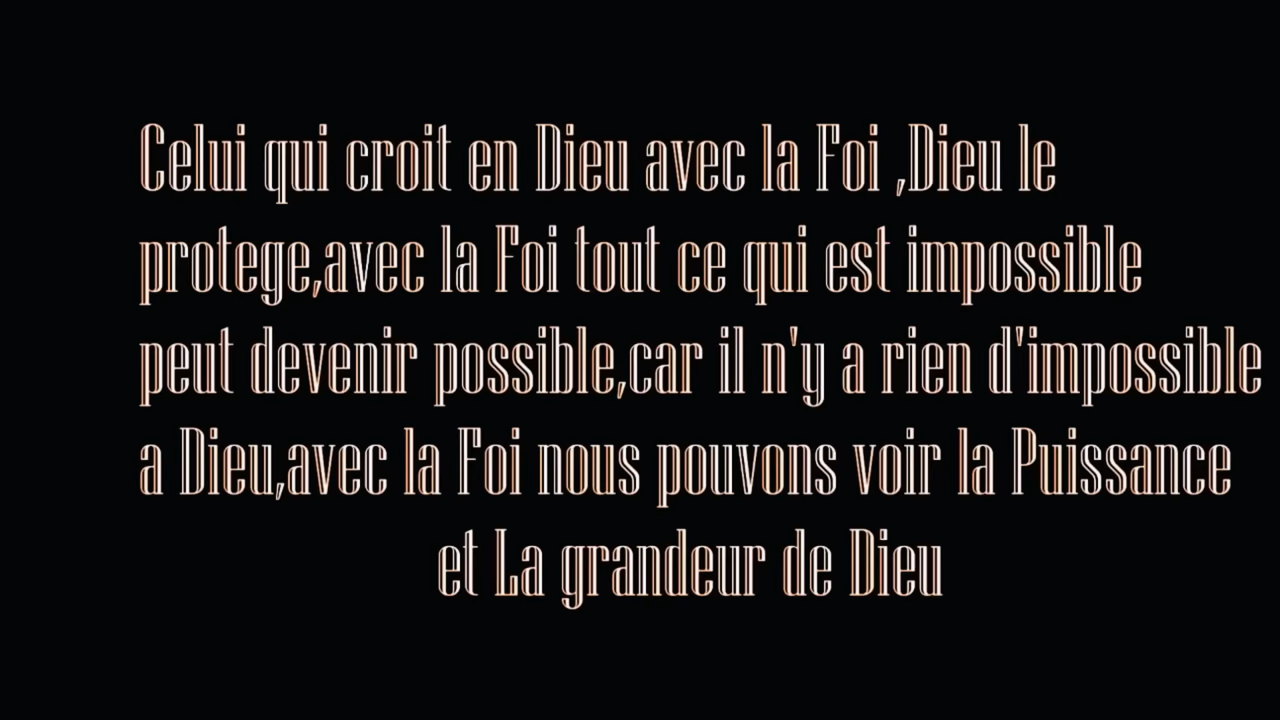 Celui qui croit en Dieu avec la Foi ,Dieu le
protege,avec la Foi tout ce qui est impossible
peut devenir possible,car il n'y a rien d'impossible
a Dieu,avec la Foi nous pouvons voir la Puissance
et La grandeur de Dieu